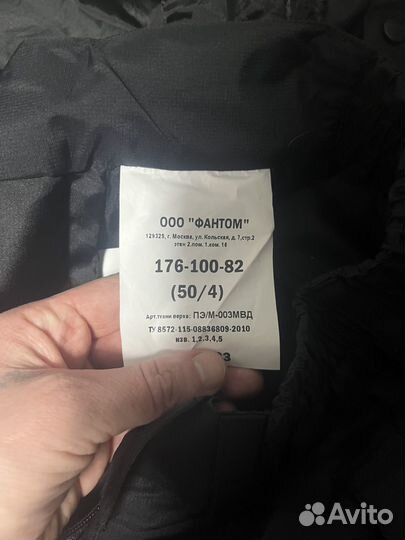 ООО "ФАНТОМ"
129329, г. Москва, ул. Кольская, д. 7, стр.2
этаж 2, пом. 1, ком. 16
176-100-82
(50/4)
Арт.ткани верха: ПЭ/М-003МВД
ТУ 8572-115-08836809-2010
изв. 1,2,3,4,5
Avito